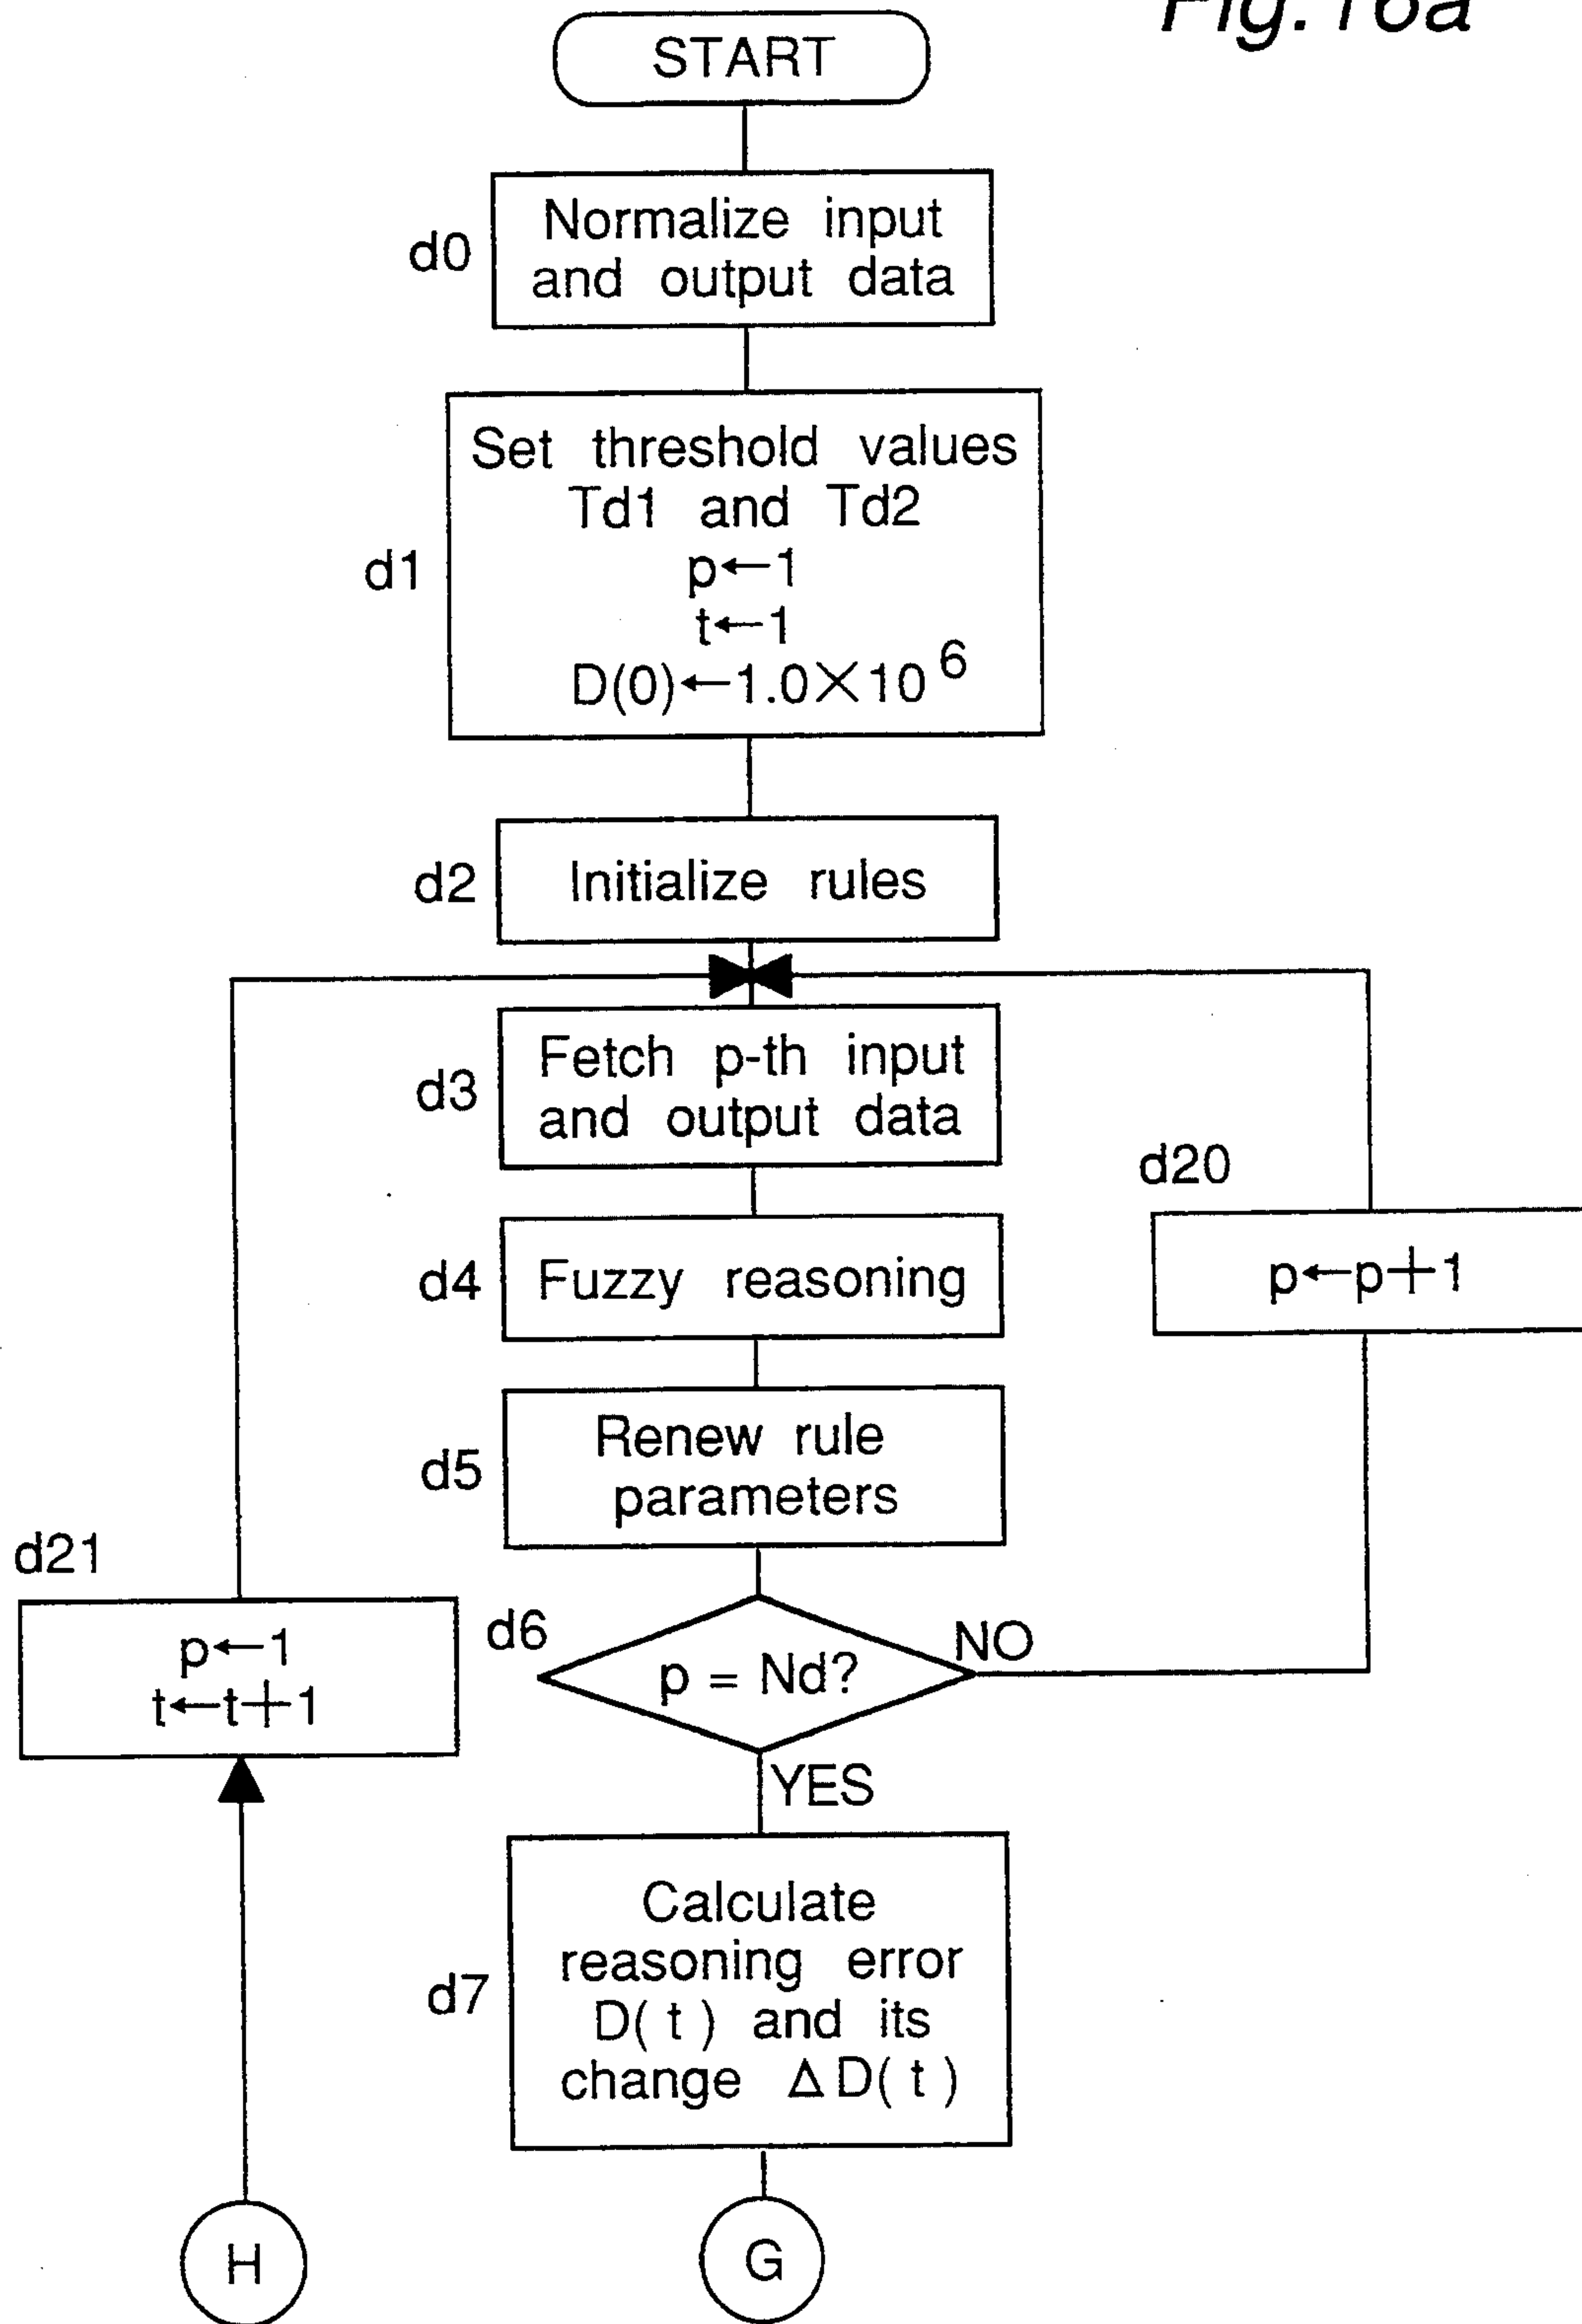 Fig. 16a
START
d0
Normalize input
and output data
d1
Set threshold values
Td1 and Td2
p←1
t←1
D(0)←1.0×10⁶
d2
Initialize rules
d3
Fetch p-th input
and output data
d20
p←p+1
d4
Fuzzy reasoning
d5
Renew rule
parameters
d21
p←1
t←t+1
d6
p = Nd?
NO
YES
d7
Calculate
reasoning error
D( t ) and its
change ΔD( t )
H
G